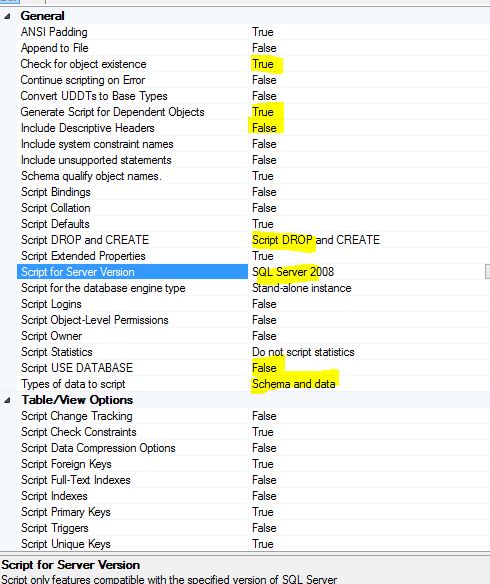 General
ANSI Padding True
Append to File False
Check for object existence True
Continue scripting on Error False
Convert UDDTs to Base Types False
Generate Script for Dependent Objects True
Include Descriptive Headers False
Include system constraint names False
Include unsupported statements False
Schema qualify object names. True
Script Bindings False
Script Collation False
Script Defaults True
Script DROP and CREATE Script DROP and CREATE
Script Extended Properties True
Script for Server Version SQL Server 2008
Script for the database engine type Stand-alone instance
Script Logins False
Script Object-Level Permissions False
Script Owner False
Script Statistics Do not script statistics
Script USE DATABASE False
Types of data to script Schema and data
Table/View Options
Script Change Tracking False
Script Check Constraints True
Script Data Compression Options False
Script Foreign Keys True
Script Full-Text Indexes False
Script Indexes False
Script Primary Keys True
Script Triggers False
Script Unique Keys True
Script for Server Version
Script only features compatible with the specified version of SQL Server